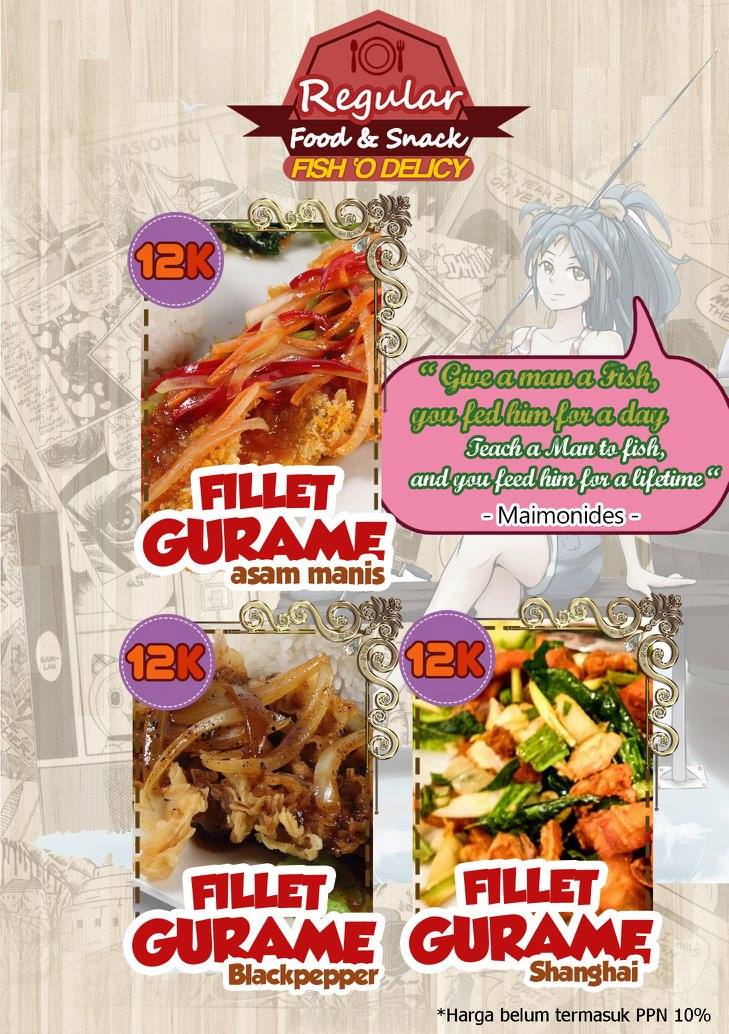 Regular
Food & Snack
FISH 'O DELICY
12K
FILLET
GURAME
asam manis
“ Give a man a Fish,
you fed him for a day
Teach a Man to fish,
and you feed him for a lifetime “
- Maimonides -
12K
FILLET
GURAME
Blackpepper
12K
FILLET
GURAME
Shanghai
*Harga belum termasuk PPN 10%
BAIK-
LAH.